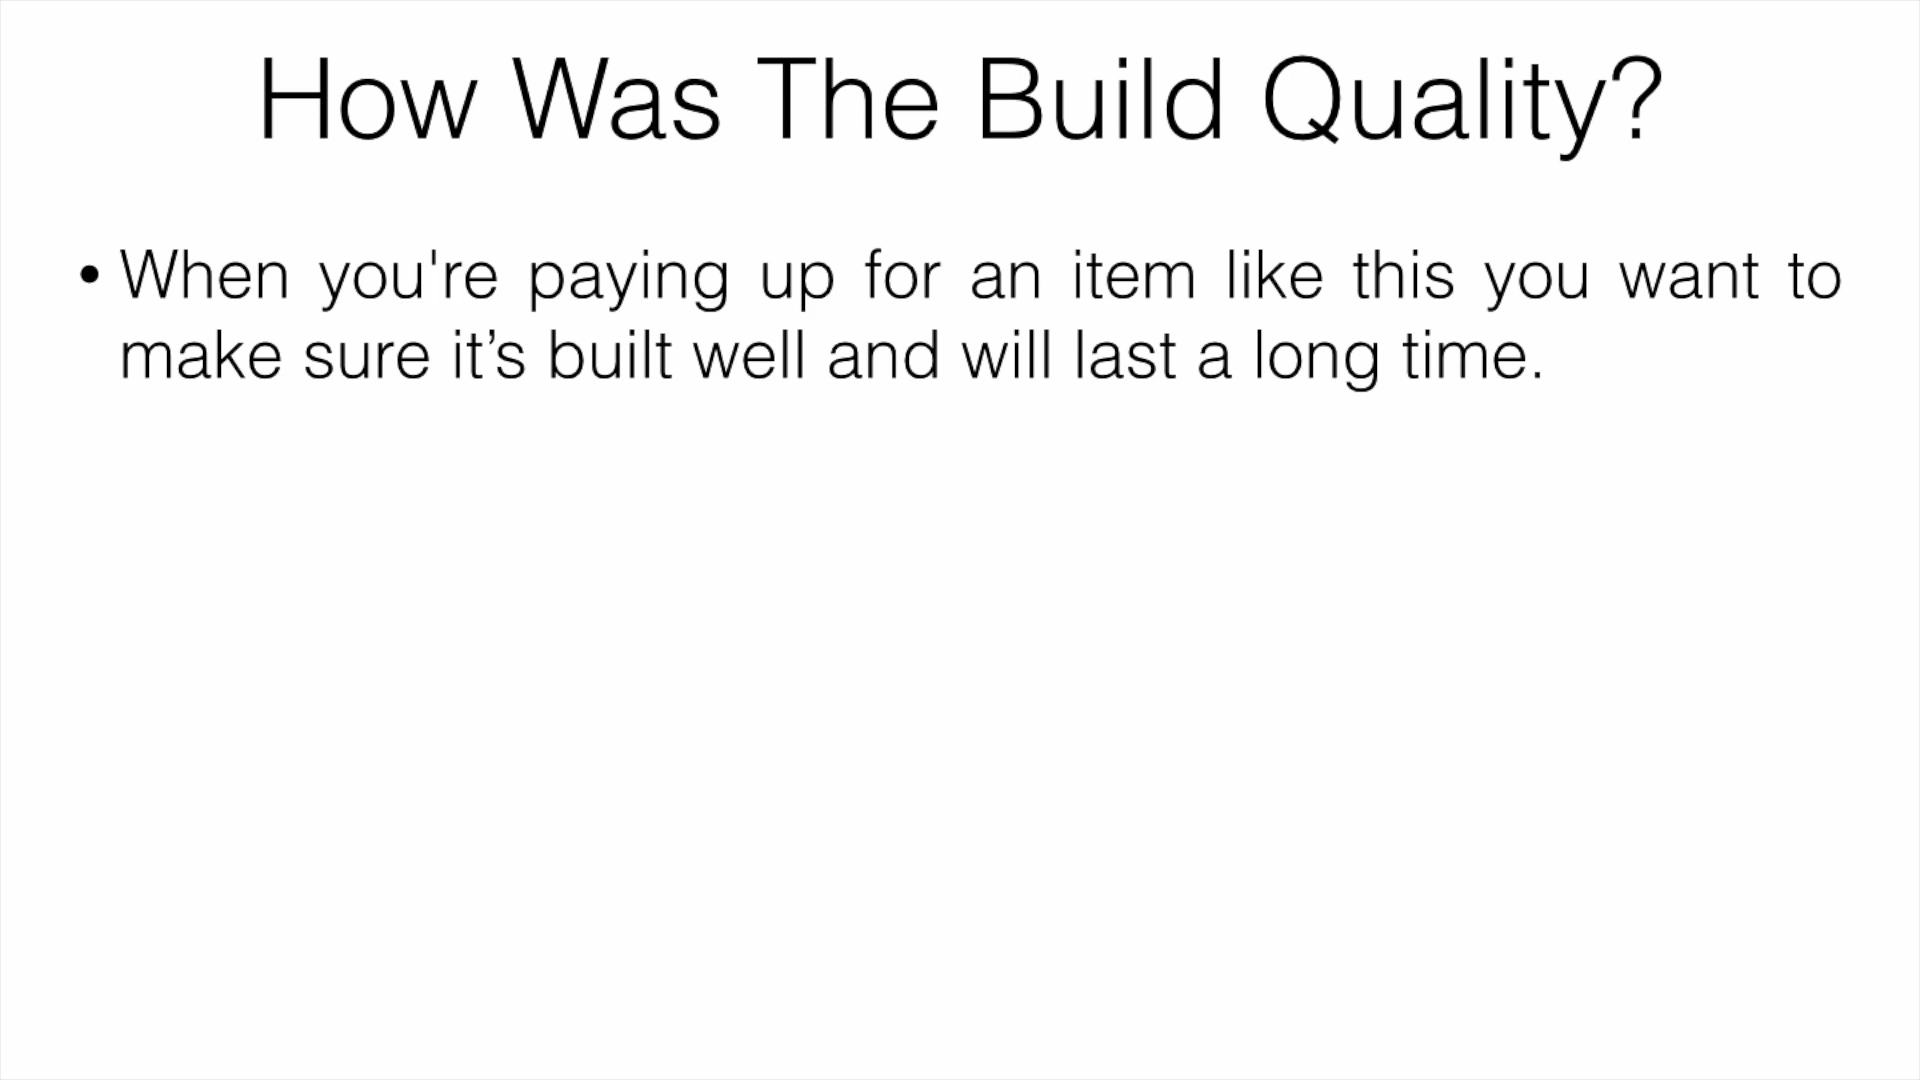 How Was The Build Quality?
• When you're paying up for an item like this you want to
make sure it’s built well and will last a long time.